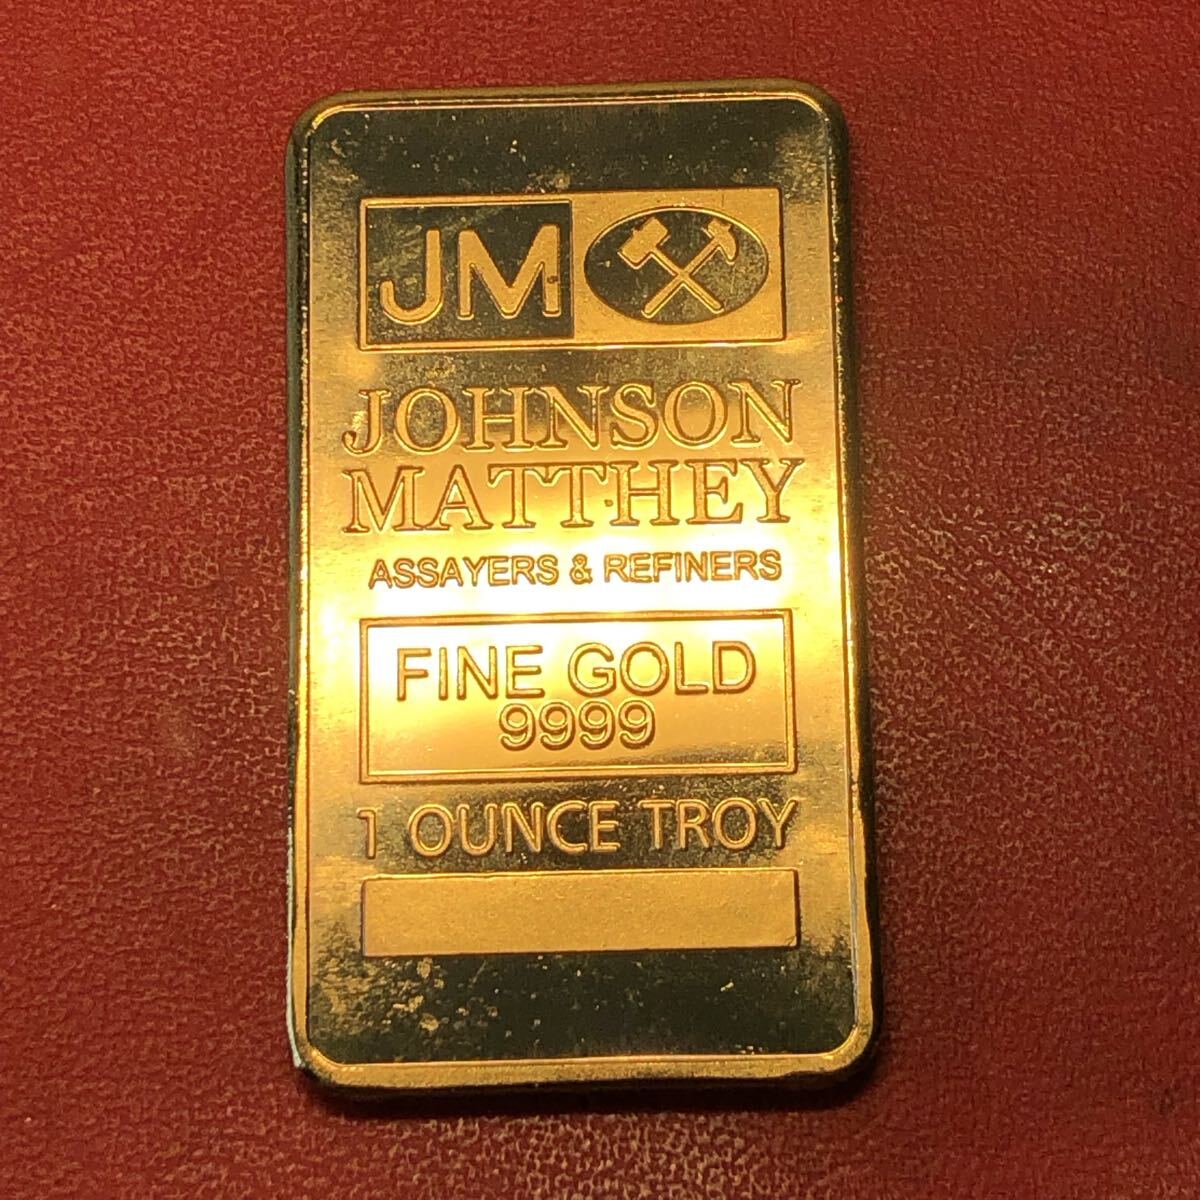 JM
JOHNSON
MATTHEY
ASSAYERS & REFINERS
FINE GOLD
9999
1 OUNCE TROY